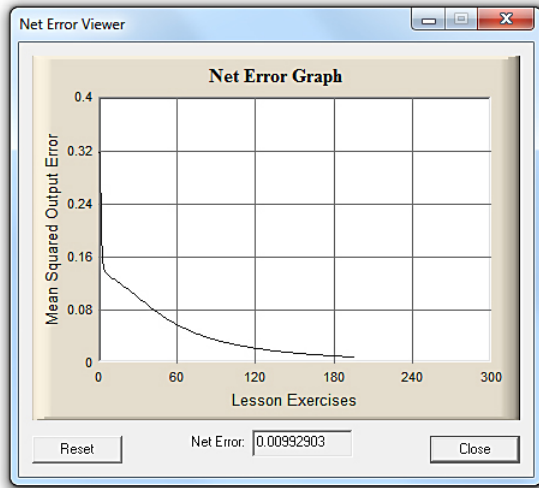 Net Error Viewer
Net Error Graph
Mean Squared Output Error
0.4
0.32
0.24
0.16
0.08
0
0 60 120 180 240 300
Lesson Exercises
Reset
Net Error: 0.00992903
Close